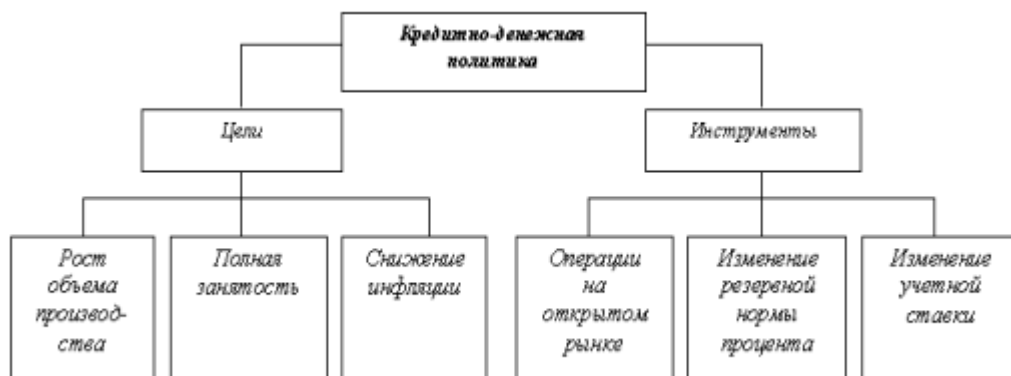 Кредитно-денежная
политика
Цели
Инструменты
Рост
объема
производ-
ства
Полная
занятость
Снижение
инфляции
Операции
на
открытом
рынке
Изменение
резервной
нормы
процента
Изменение
учетной
ставки